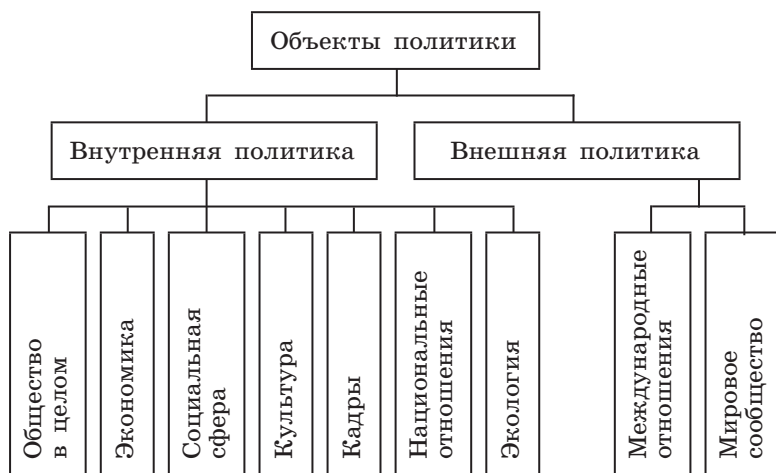 Объекты политики
Внутренняя политика
Внешняя политика
Общество
в целом
Экономика
Социальная
сфера
Культура
Кадры
Национальные
отношения
Экология
Международные
отношения
Мировое
сообщество